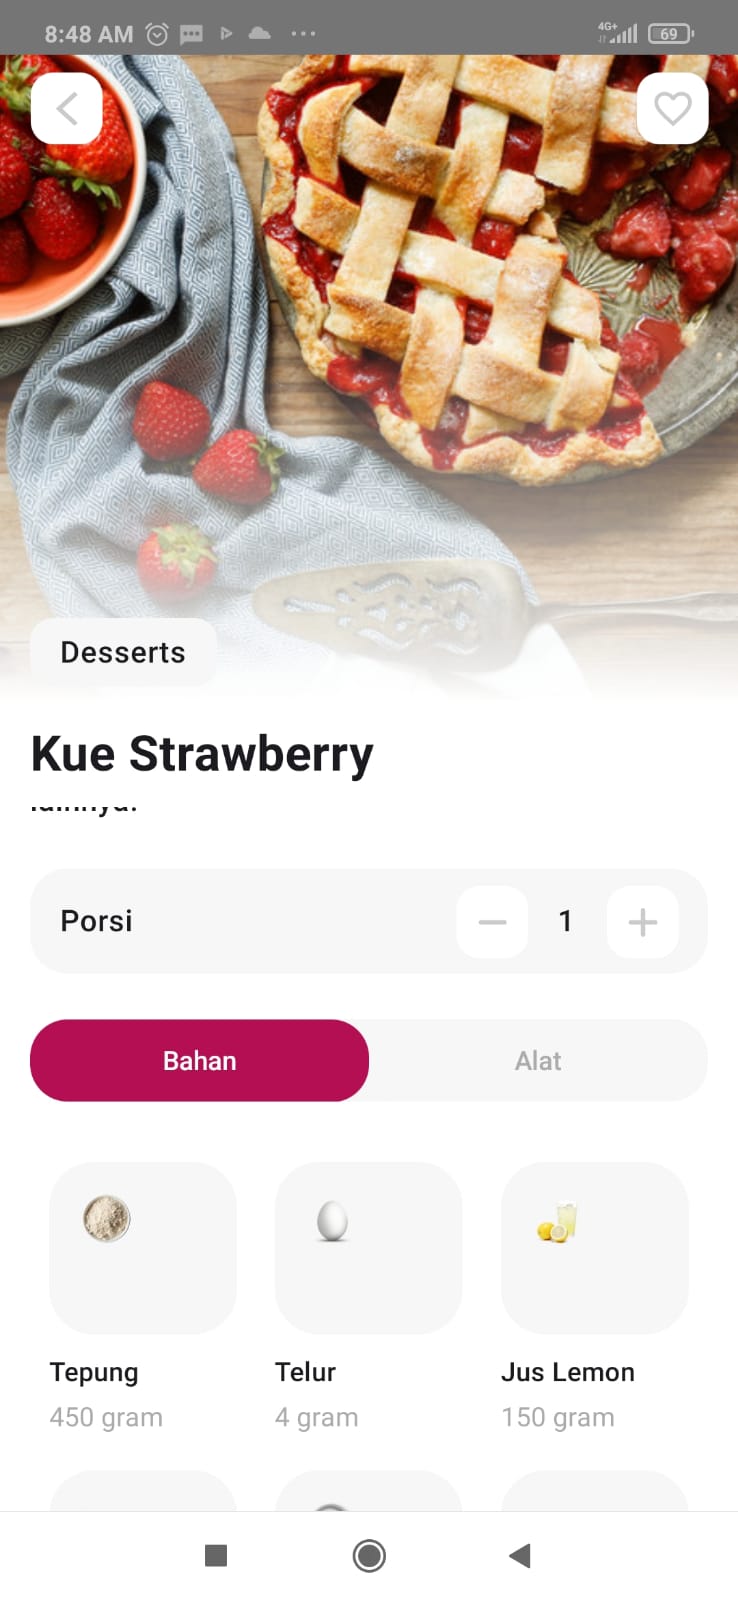 8:48 AM
4G+
69
Desserts
Kue Strawberry
Porsi
1
Bahan
Alat
Tepung
Telur
Jus Lemon
450 gram
4 gram
150 gram